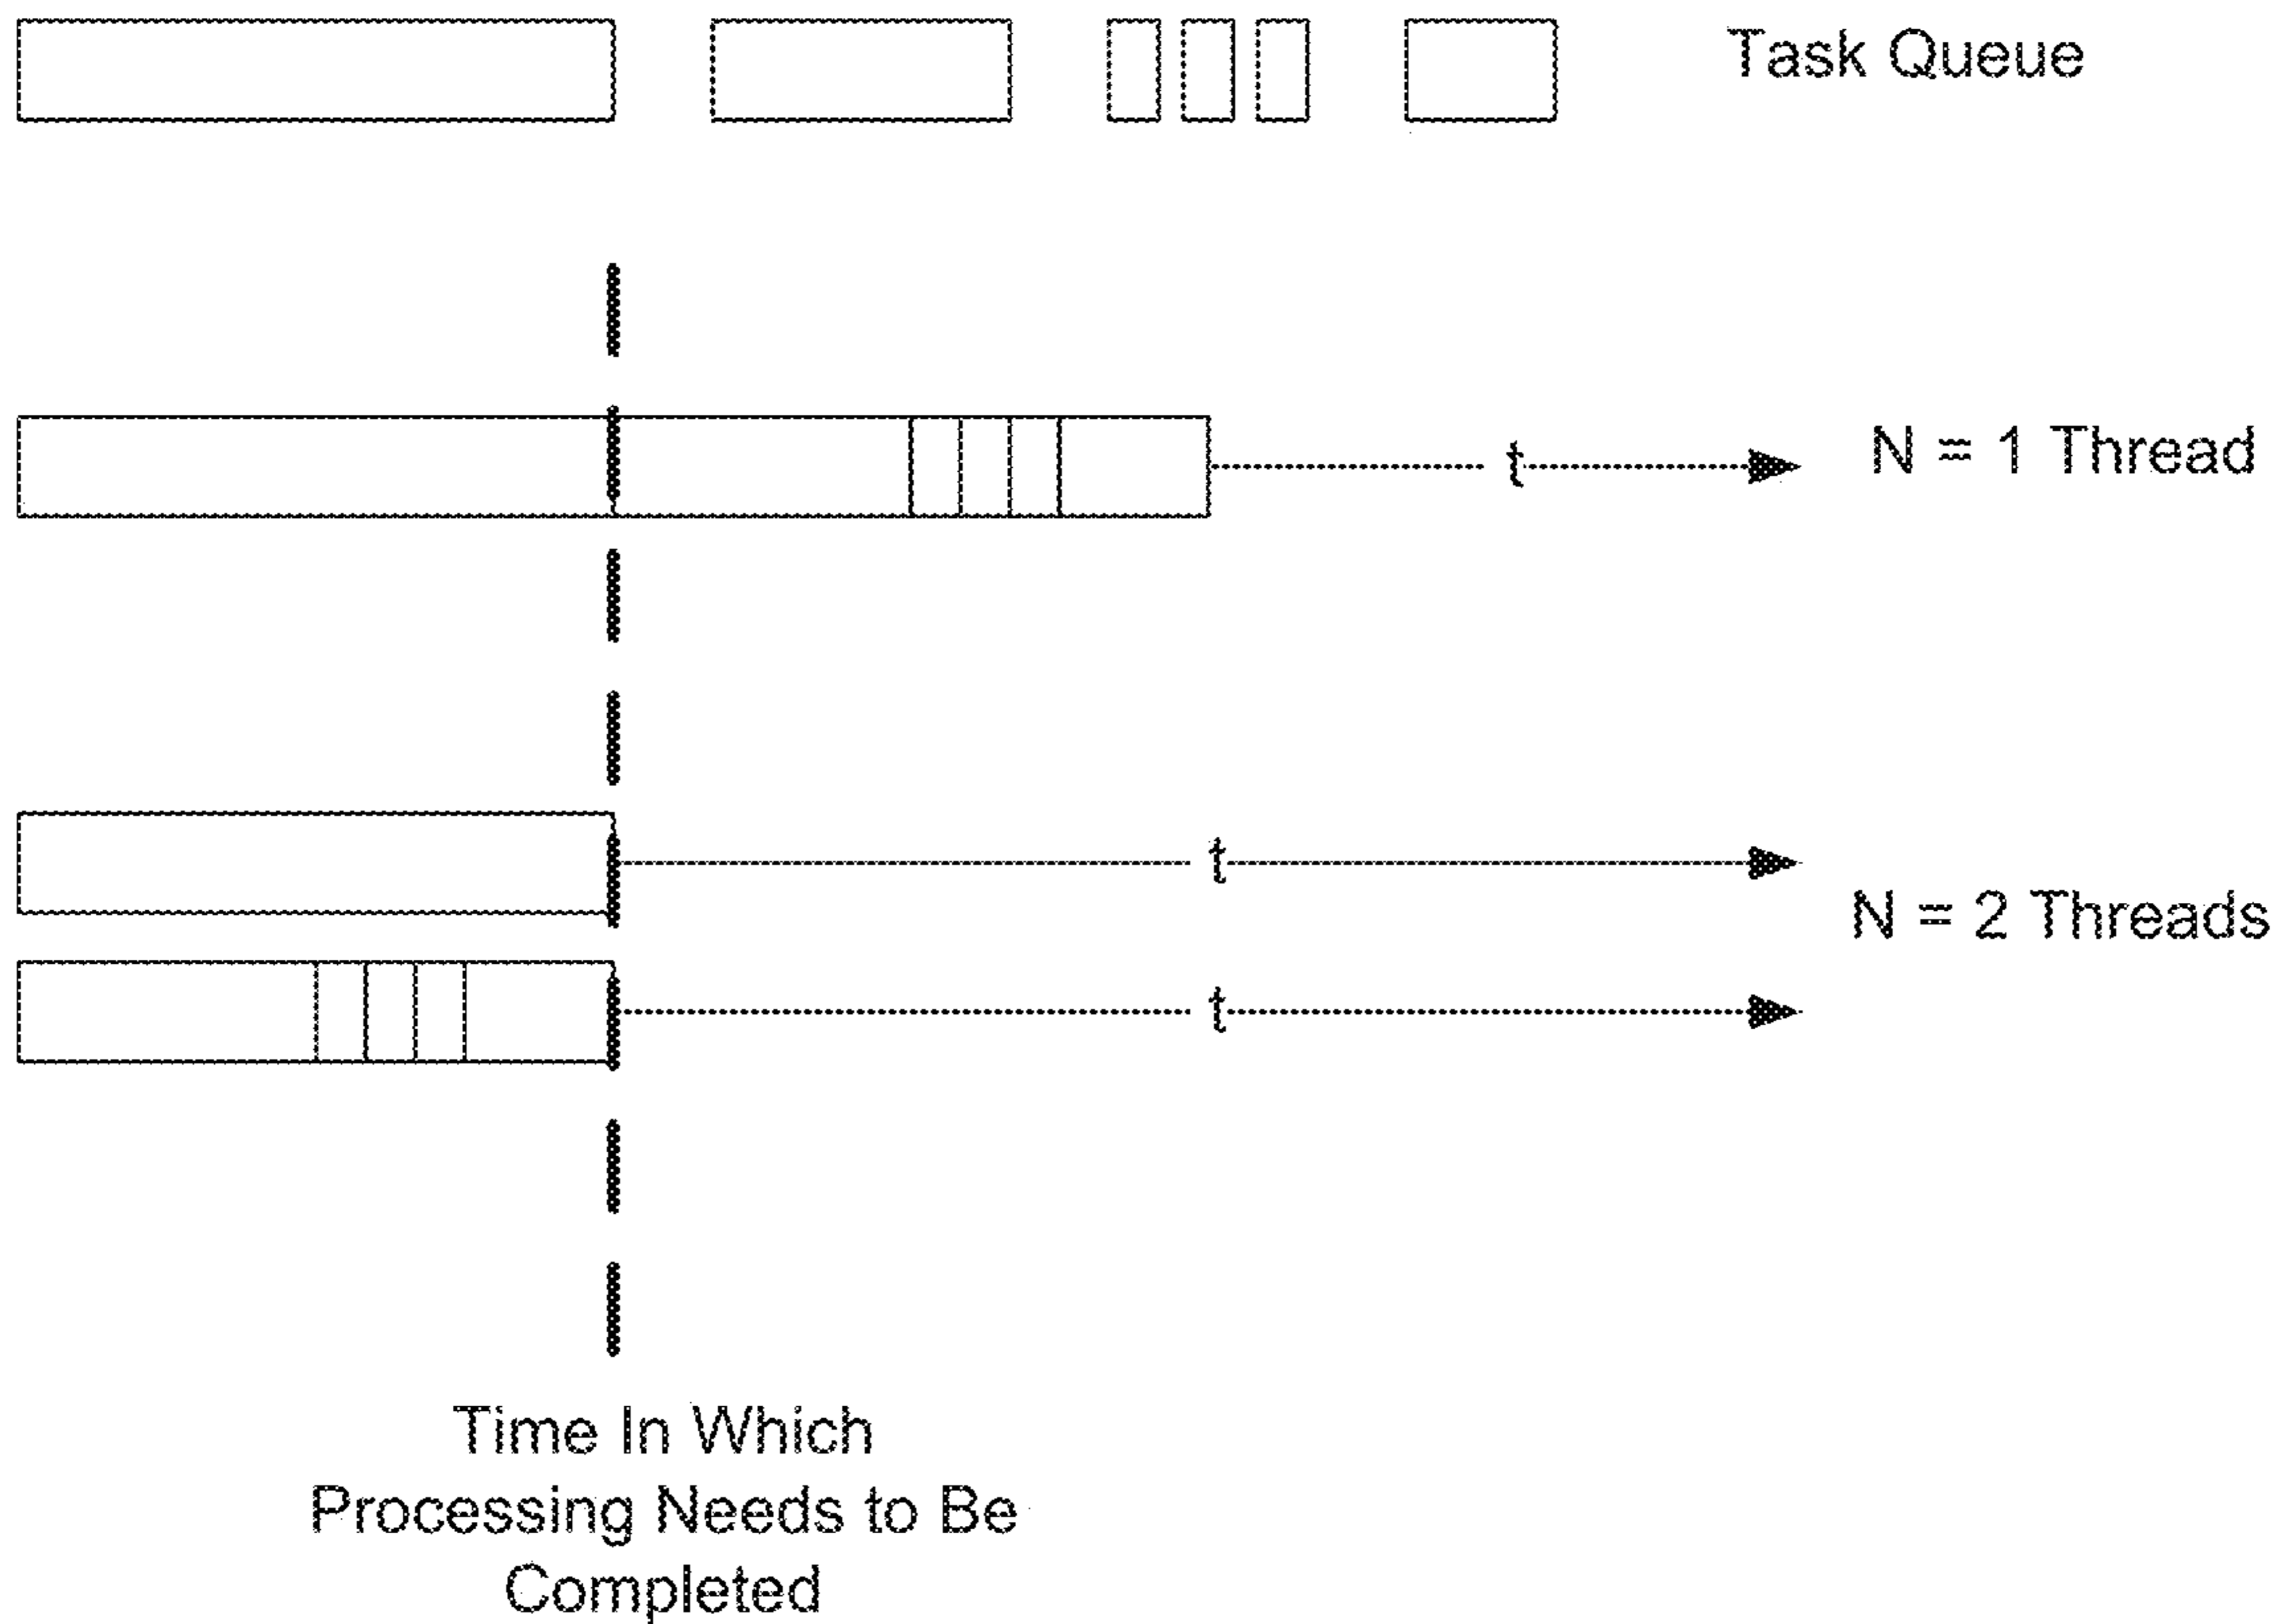 Task Queue
t
N = 1 Thread
t
N = 2 Threads
t
Time In Which
Processing Needs to Be
Completed